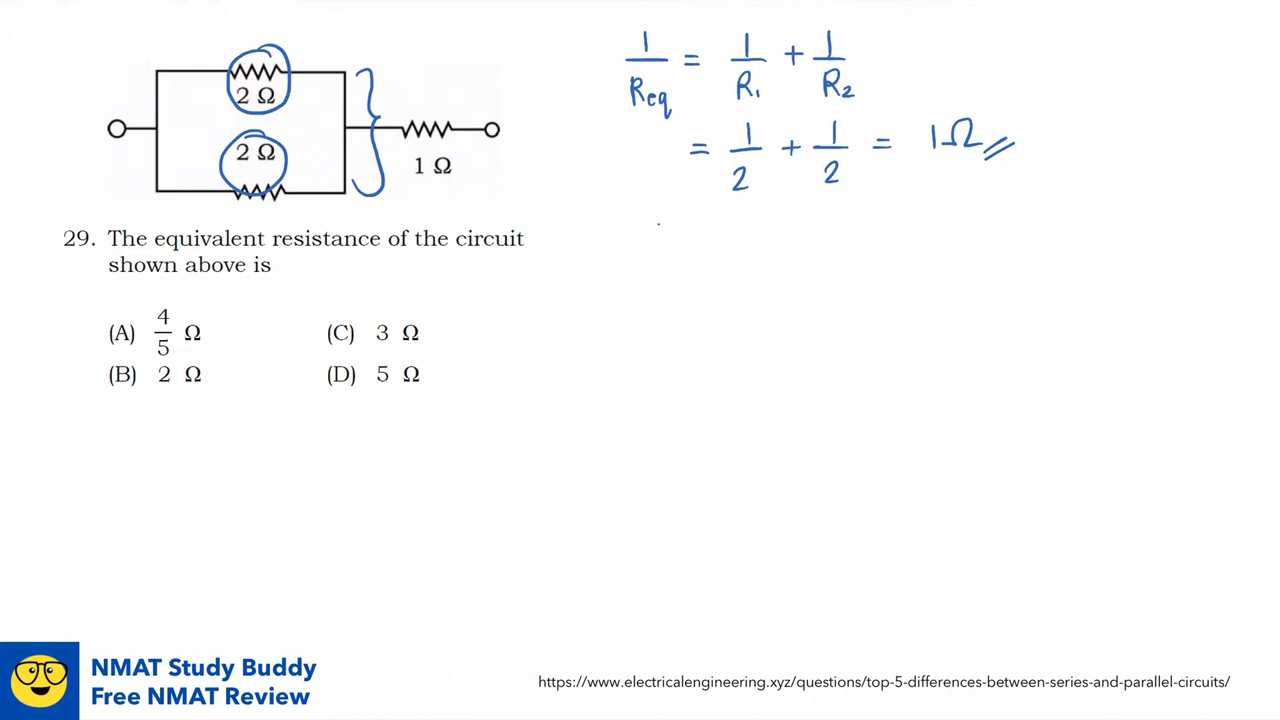 2 Ω
2 Ω
1 Ω
1/Req = 1/R1 + 1/R2
= 1/2 + 1/2 = 1Ω
29. The equivalent resistance of the circuit
shown above is
(A) 4/5 Ω
(B) 2 Ω
(C) 3 Ω
(D) 5 Ω
NMAT Study Buddy
Free NMAT Review
https://www.electricalengineering.xyz/questions/top-5-differences-between-series-and-parallel-circuits/